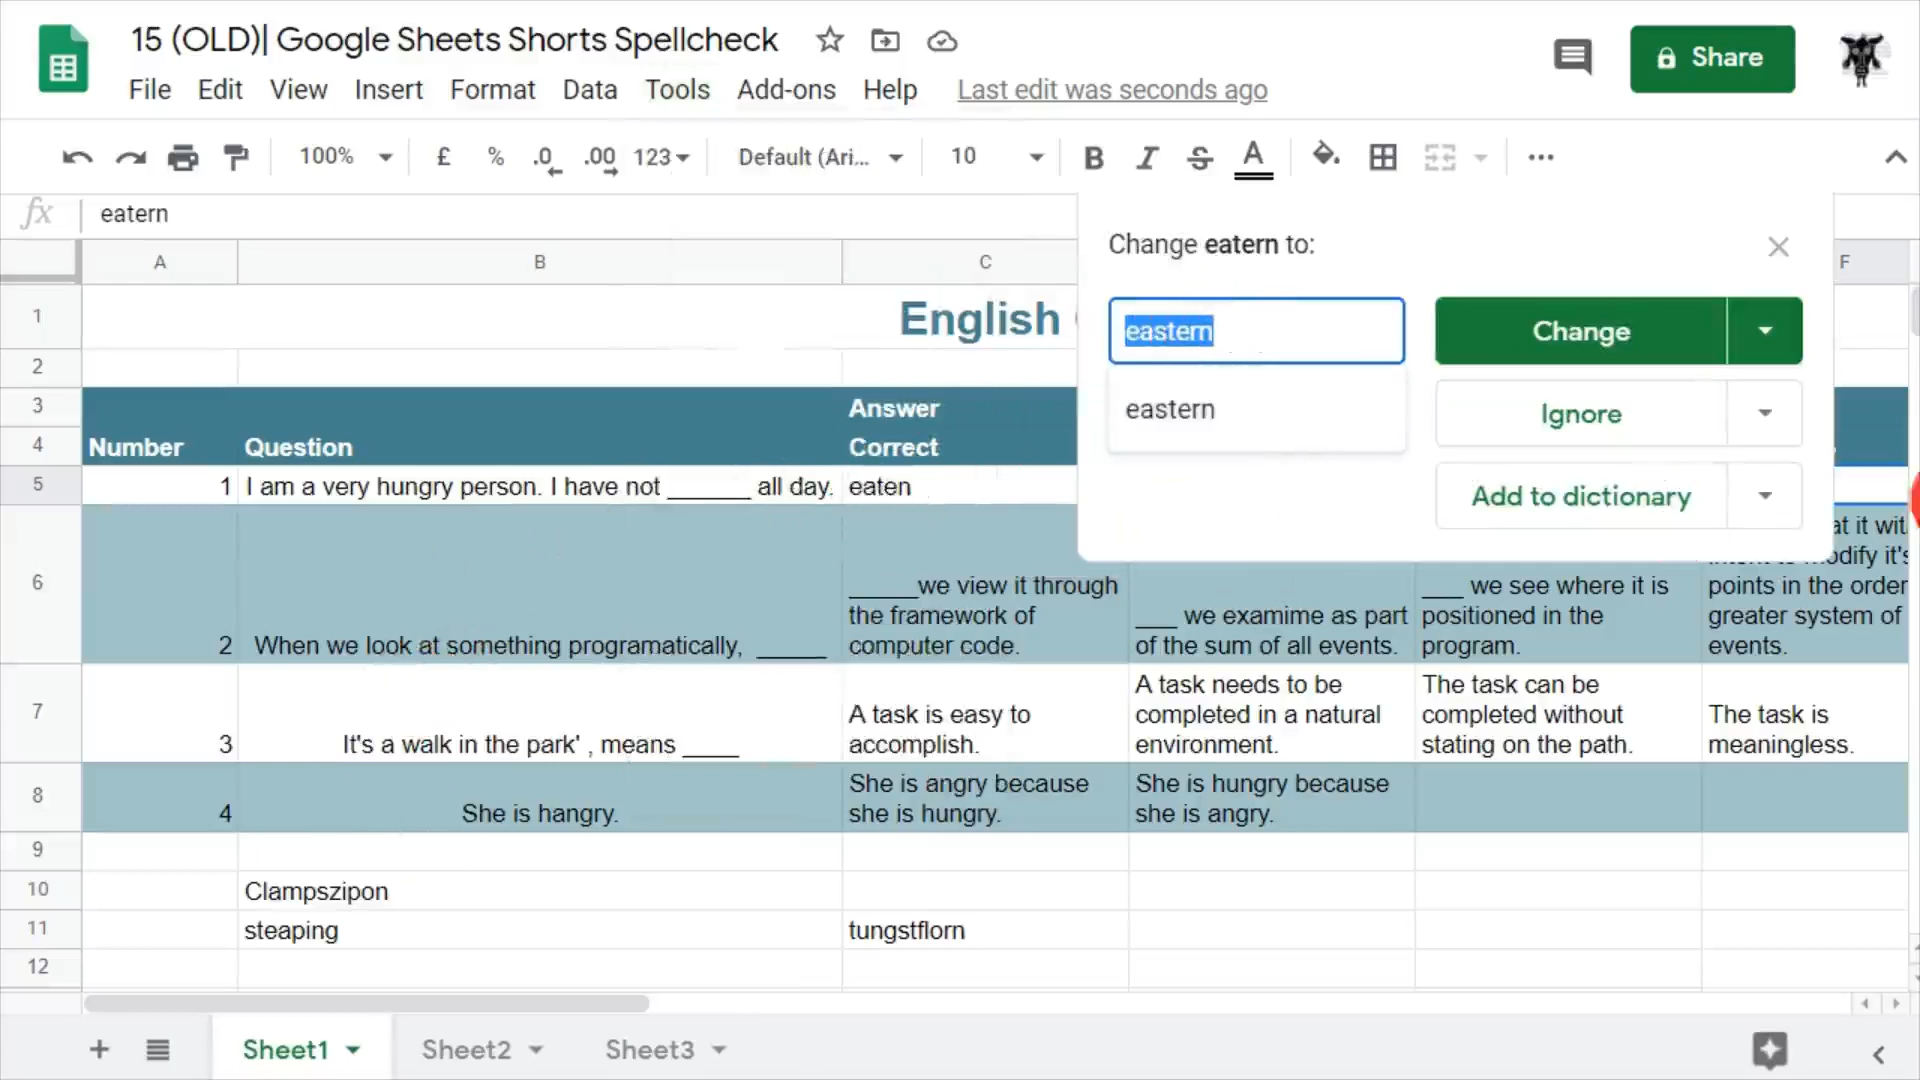 15 (OLD)| Google Sheets Shorts Spellcheck
File Edit View Insert Format Data Tools Add-ons Help Last edit was seconds ago
Share
100% £ % .0 .00 123 Default (Ari... 10 B I S A
fx eatern
A B C F
Change eatern to:
eastern
Change
eastern
Ignore
Add to dictionary
1 English
2
3 Answer
4 Number Question Correct
5 1 I am a very hungry person. I have not ______ all day. eaten
6 2 When we look at something programatically, _____
_____we view it through
the framework of
computer code.
___ we examime as part
of the sum of all events.
___ we see where it is
positioned in the
program.
at it wit
modify it's
points in the order
greater system of
events.
7 3 It's a walk in the park' , means ____
A task is easy to
accomplish.
A task needs to be
completed in a natural
environment.
The task can be
completed without
stating on the path.
The task is
meaningless.
8 4 She is hangry.
She is angry because
she is hungry.
She is hungry because
she is angry.
9
10 Clampszipon
11 steaping tungstflorn
12
Sheet1 Sheet2 Sheet3